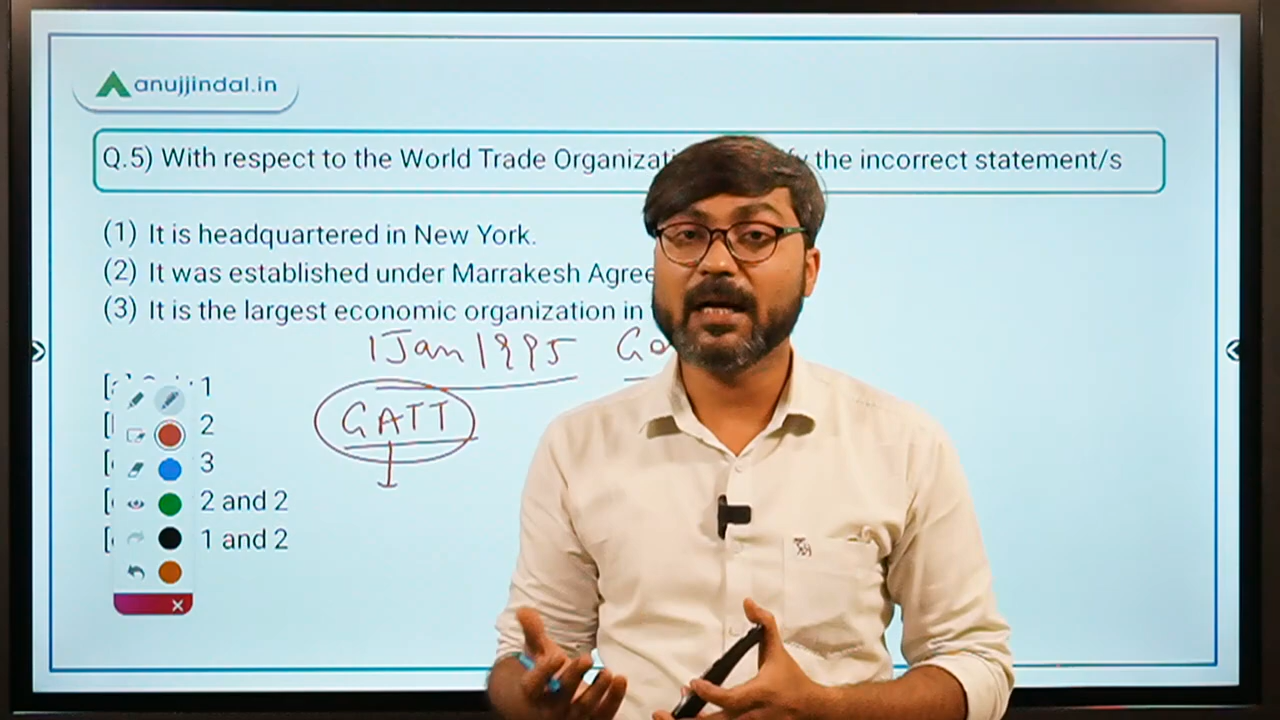 anujjindal.in
Q.5) With respect to the World Trade the incorrect statement/s
(1) It is headquartered in New York.
(2) It was established under Marrakesh
(3) It is the largest economic organization in
1 Jan 1995
1
GATT
2
3
2 and 2
1 and 2